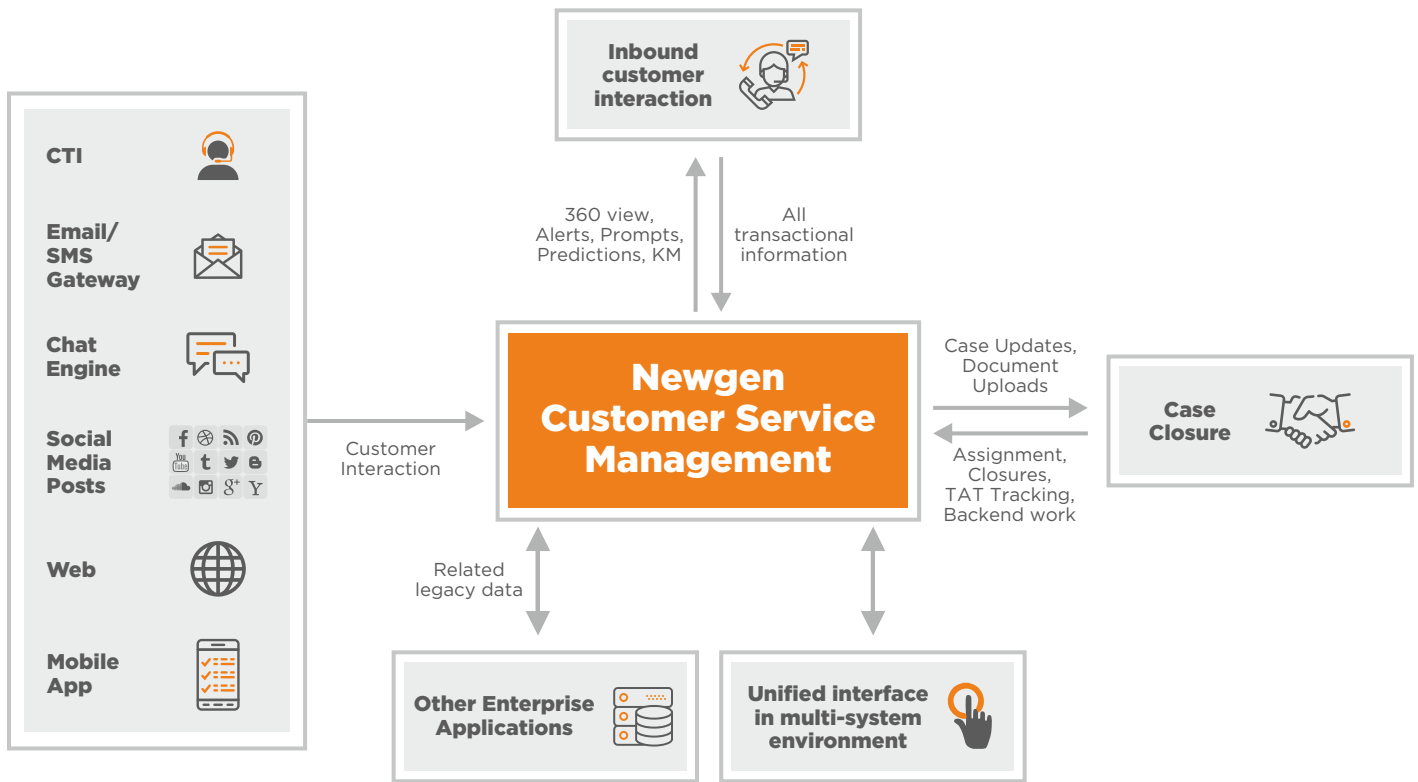 Inbound
customer
interaction
CTI
Email/
SMS
Gateway
Chat
Engine
Social
Media
Posts
You
Tube
Web
Mobile
App
360 view,
Alerts, Prompts,
Predictions, KM
All
transactional
information
Customer
Interaction
Newgen
Customer Service
Management
Case Updates,
Document
Uploads
Assignment,
Closures,
TAT Tracking,
Backend work
Case
Closure
Related
legacy data
Other Enterprise
Applications
Unified interface
in multi-system
environment